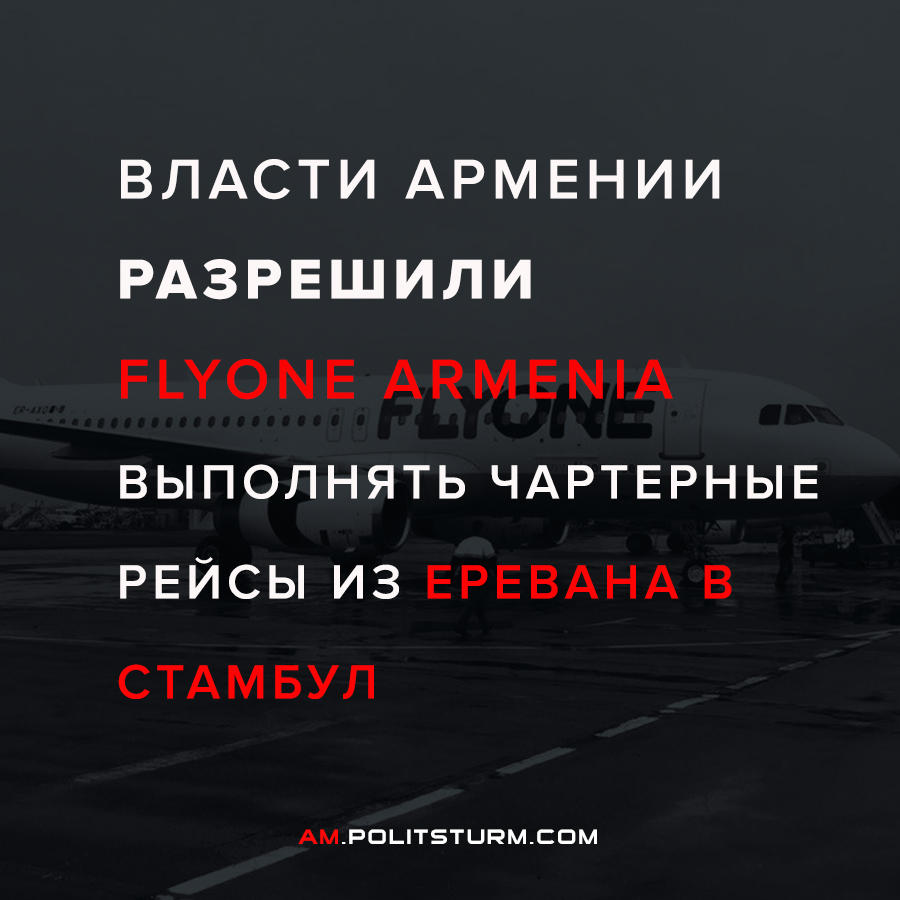 ВЛАСТИ АРМЕНИИ
РАЗРЕШИЛИ
FLYONE ARMENIA
FLYONE
ВЫПОЛНЯТЬ ЧАРТЕРНЫЕ
РЕЙСЫ ИЗ ЕРЕВАНА В
СТАМБУЛ
AM.POLITSTURM.COM